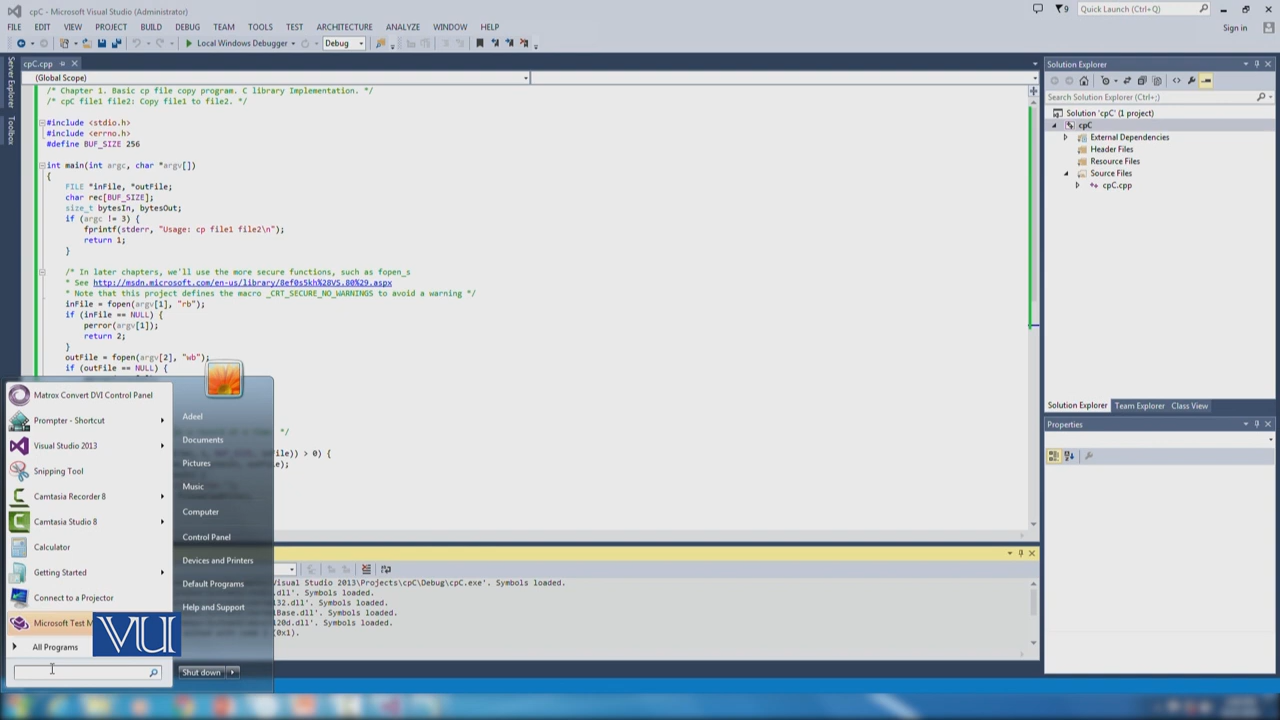 cpC - Microsoft Visual Studio (Administrator)
Quick Launch (Ctrl+Q)
FILE EDIT VIEW PROJECT BUILD DEBUG TEAM TOOLS TEST ARCHITECTURE ANALYZE WINDOW HELP
Sign in
Local Windows Debugger Debug
Server Explorer
Toolbox
cpC.cpp
(Global Scope)
/* Chapter 1. Basic cp file copy program. C library Implementation. */
/* cpC file1 file2: Copy file1 to file2. */
#include <stdio.h>
#include <errno.h>
#define BUF_SIZE 256
int main(int argc, char *argv[])
{
FILE *inFile, *outFile;
char rec[BUF_SIZE];
size_t bytesIn, bytesOut;
if (argc != 3) {
fprintf(stderr, "Usage: cp file1 file2\n");
return 1;
}
/* In later chapters, we'll use the more secure functions, such as fopen_s
* See http://msdn.microsoft.com/en-us/library/8ef0s5kh%28VS.80%29.aspx
* Note that this project defines the macro _CRT_SECURE_NO_WARNINGS to avoid a warning */
inFile = fopen(argv[1], "rb");
if (inFile == NULL) {
perror(argv[1]);
return 2;
}
outFile = fopen(argv[2], "wb");
if (outFile == NULL) {
*/
File)) > 0) {
Visual Studio 2013\Projects\cpC\Debug\cpC.exe'. Symbols loaded.
.dll'. Symbols loaded.
32.dll'. Symbols loaded.
Base.dll'. Symbols loaded.
120d.dll'. Symbols loaded.
(0x1).
Matrox Convert DVI Control Panel
Prompter - Shortcut
Visual Studio 2013
Snipping Tool
Camtasia Recorder 8
Camtasia Studio 8
Calculator
Getting Started
Connect to a Projector
Microsoft Test M
All Programs
Adeel
Documents
Pictures
Music
Computer
Control Panel
Devices and Printers
Default Programs
Help and Support
Shut down
VU
Solution Explorer
Search Solution Explorer (Ctrl+;)
Solution 'cpC' (1 project)
cpC
External Dependencies
Header Files
Resource Files
Source Files
cpC.cpp
Solution Explorer Team Explorer Class View
Properties